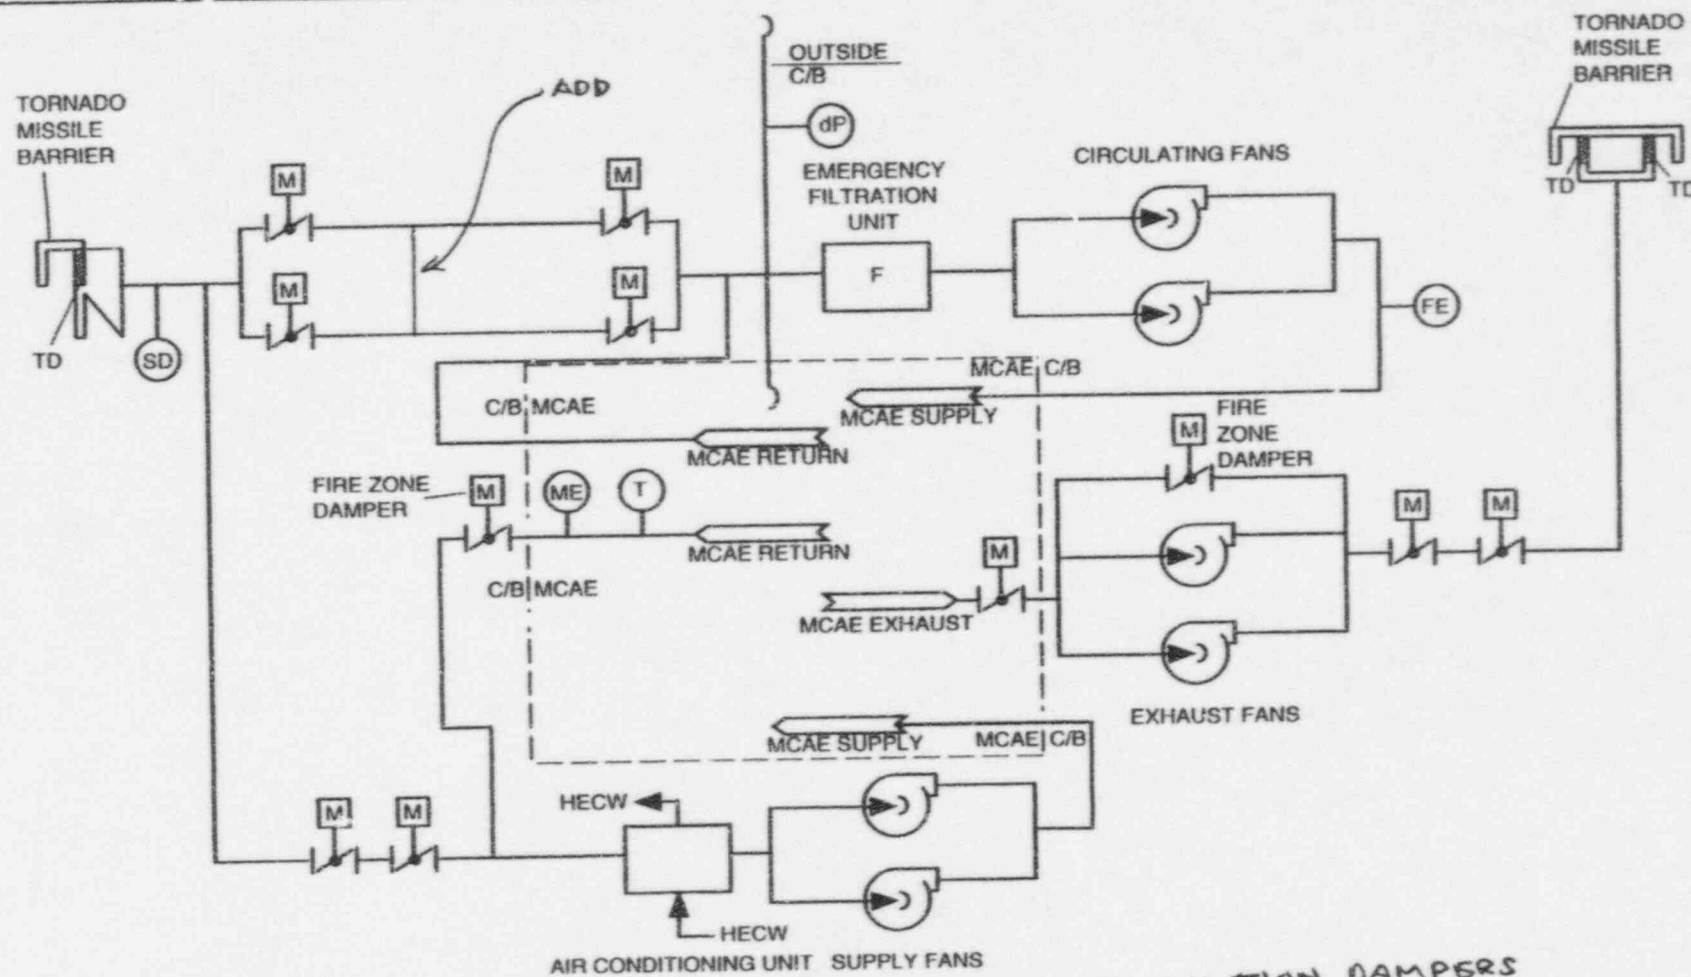 TORNADO
MISSILE
BARRIER
ADD
OUTSIDE
C/B
dP
TORNADO
MISSILE
BARRIER
TD
TD
M
M
EMERGENCY
FILTRATION
UNIT
CIRCULATING FANS
M
M
F
FE
TD
SD
C/B MCAE
MCAE C/B
MCAE SUPPLY
MCAE RETURN
FIRE
ZONE
DAMPER
M
FIRE ZONE
DAMPER
M
ME
T
MCAE RETURN
M
M
M
C/B MCAE
MCAE EXHAUST
EXHAUST FANS
MCAE SUPPLY
MCAE C/B
M
M
HECW
HECW
AIR CONDITIONING UNIT SUPPLY FANS
DAMPERS